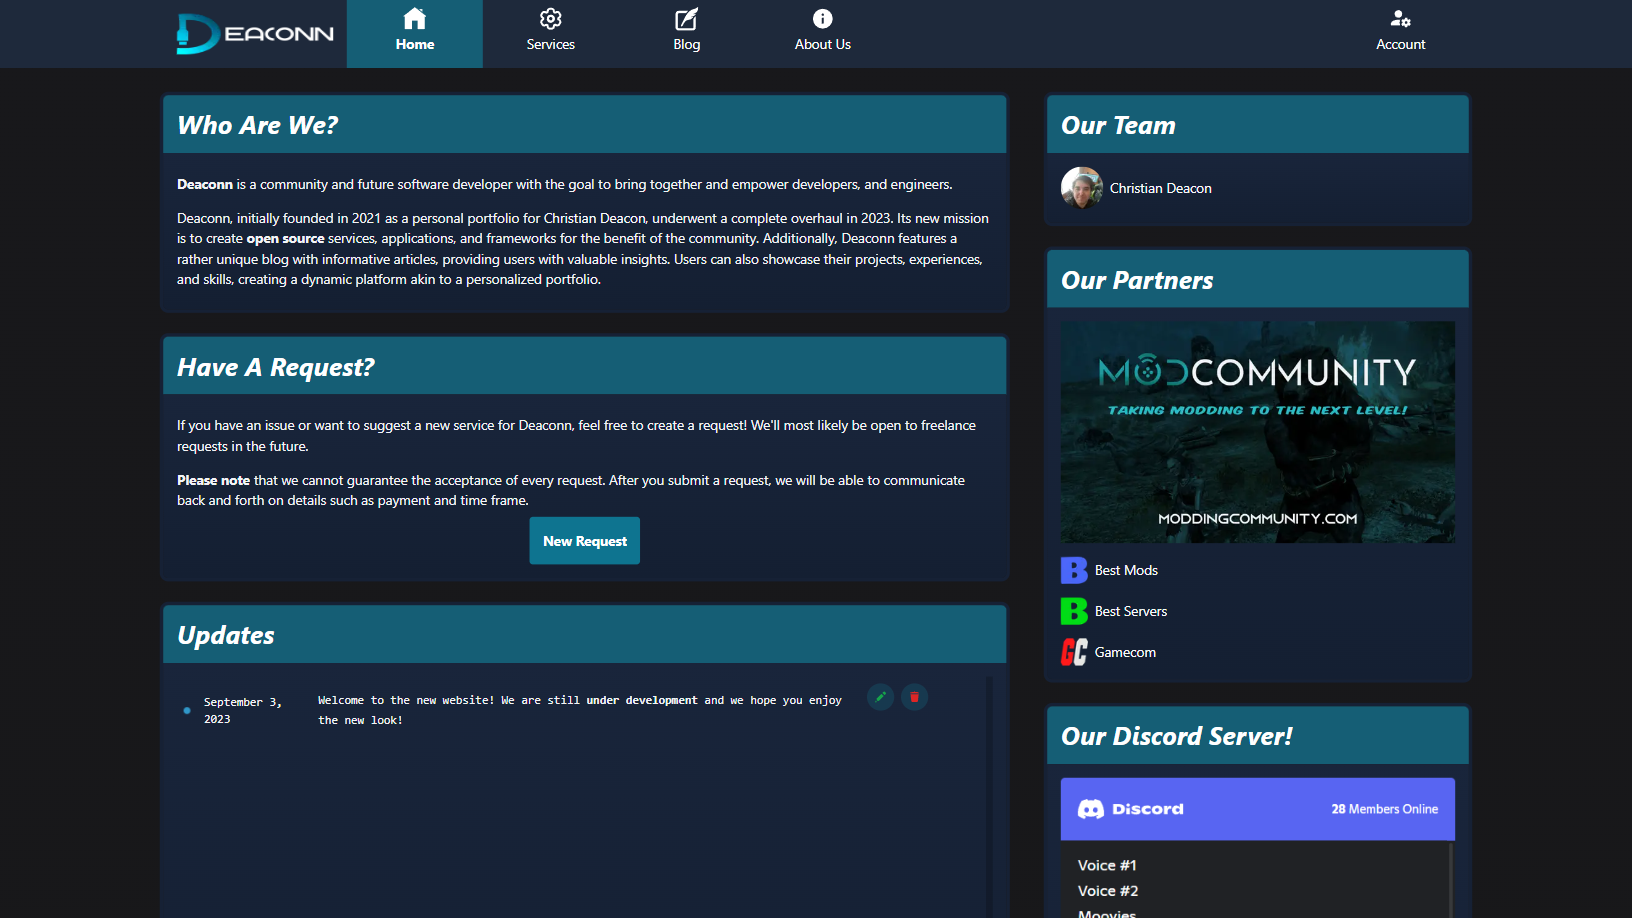 DEACONN
Home
Services
Blog
About Us
Account
Who Are We?
Deaconn is a community and future software developer with the goal to bring together and empower developers, and engineers.
Deaconn, initially founded in 2021 as a personal portfolio for Christian Deacon, underwent a complete overhaul in 2023. Its new mission
is to create open source services, applications, and frameworks for the benefit of the community. Additionally, Deaconn features a
rather unique blog with informative articles, providing users with valuable insights. Users can also showcase their projects, experiences,
and skills, creating a dynamic platform akin to a personalized portfolio.
Have A Request?
If you have an issue or want to suggest a new service for Deaconn, feel free to create a request! We'll most likely be open to freelance
requests in the future.
Please note that we cannot guarantee the acceptance of every request. After you submit a request, we will be able to communicate
back and forth on details such as payment and time frame.
New Request
Updates
September 3,
2023
Welcome to the new website! We are still under development and we hope you enjoy
the new look!
Our Team
Christian Deacon
Our Partners
MODCOMMUNITY
TAKING MODDING TO THE NEXT LEVEL!
MODDINGCOMMUNITY.COM
B Best Mods
B Best Servers
GC Gamecom
Our Discord Server!
Discord
28 Members Online
Voice #1
Voice #2
Moovies